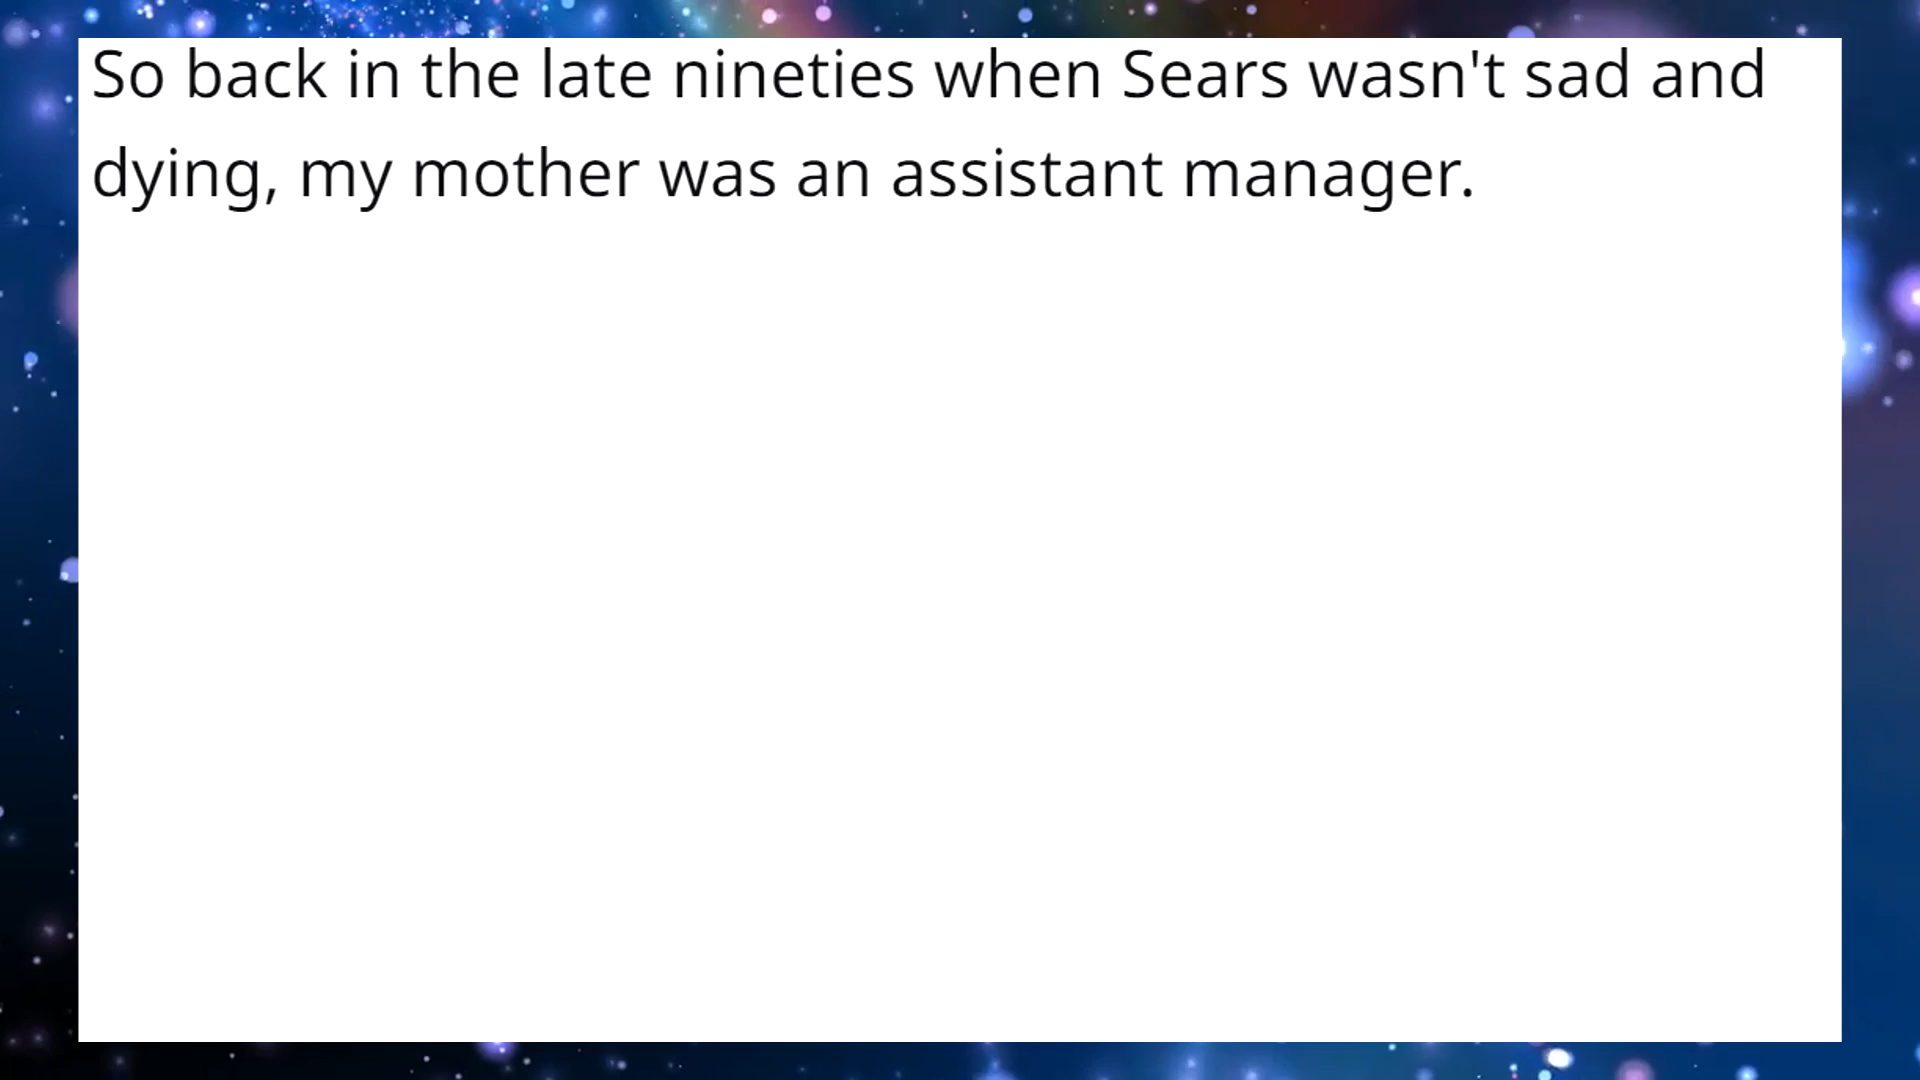 So back in the late nineties when Sears wasn't sad and
dying, my mother was an assistant manager.